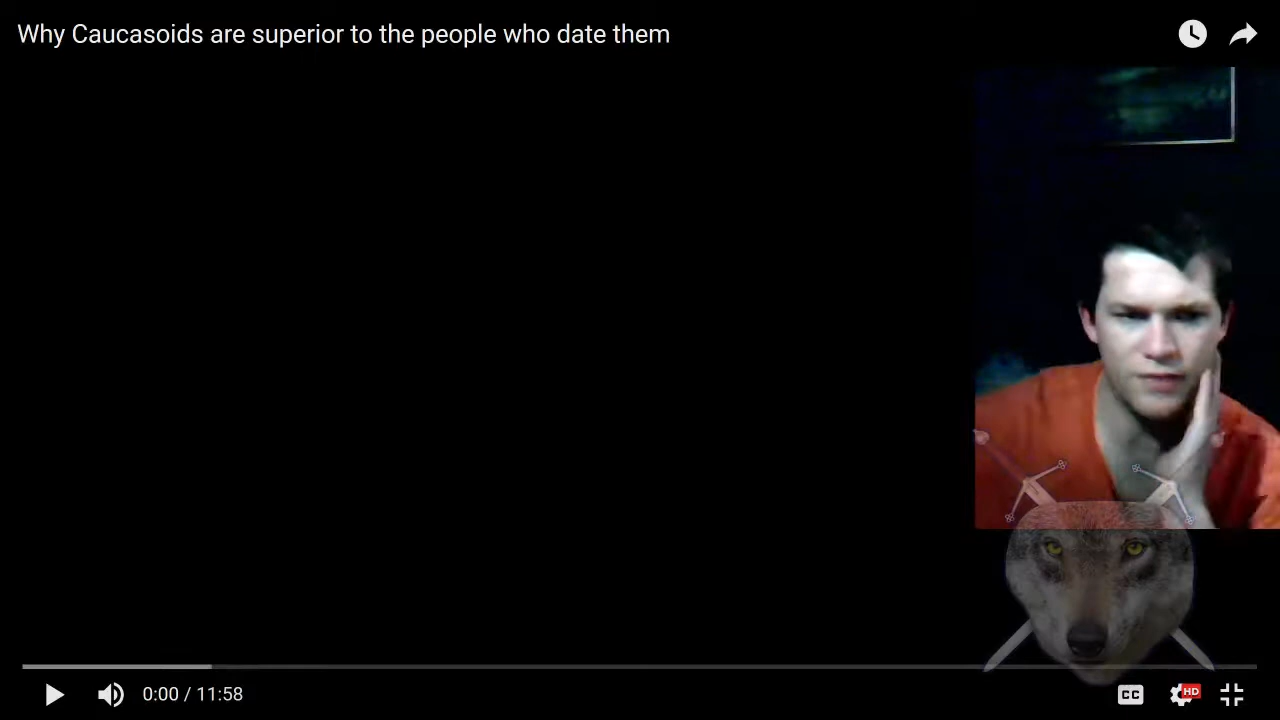 Why Caucasoids are superior to the people who date them
0:00 / 11:58
CC
HD